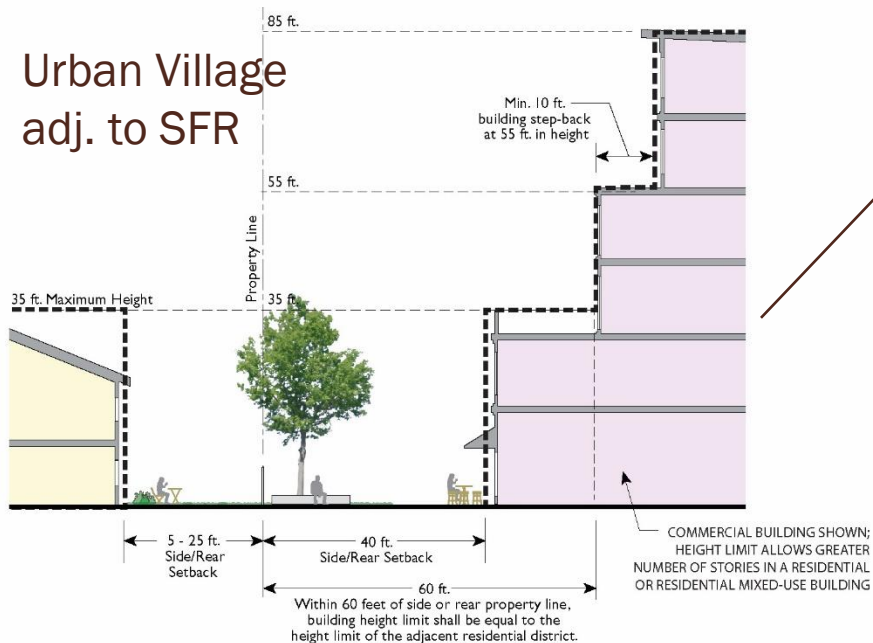 85 ft.
Urban Village
adj. to SFR
Min. 10 ft.
building step-back
at 55 ft. in height
55 ft.
Property Line
35 ft. Maximum Height
35 ft.
5 - 25 ft.
Side/Rear
Setback
40 ft.
Side/Rear Setback
60 ft.
Within 60 feet of side or rear property line,
building height limit shall be equal to the
height limit of the adjacent residential district.
COMMERCIAL BUILDING SHOWN;
HEIGHT LIMIT ALLOWS GREATER
NUMBER OF STORIES IN A RESIDENTIAL
OR RESIDENTIAL MIXED-USE BUILDING